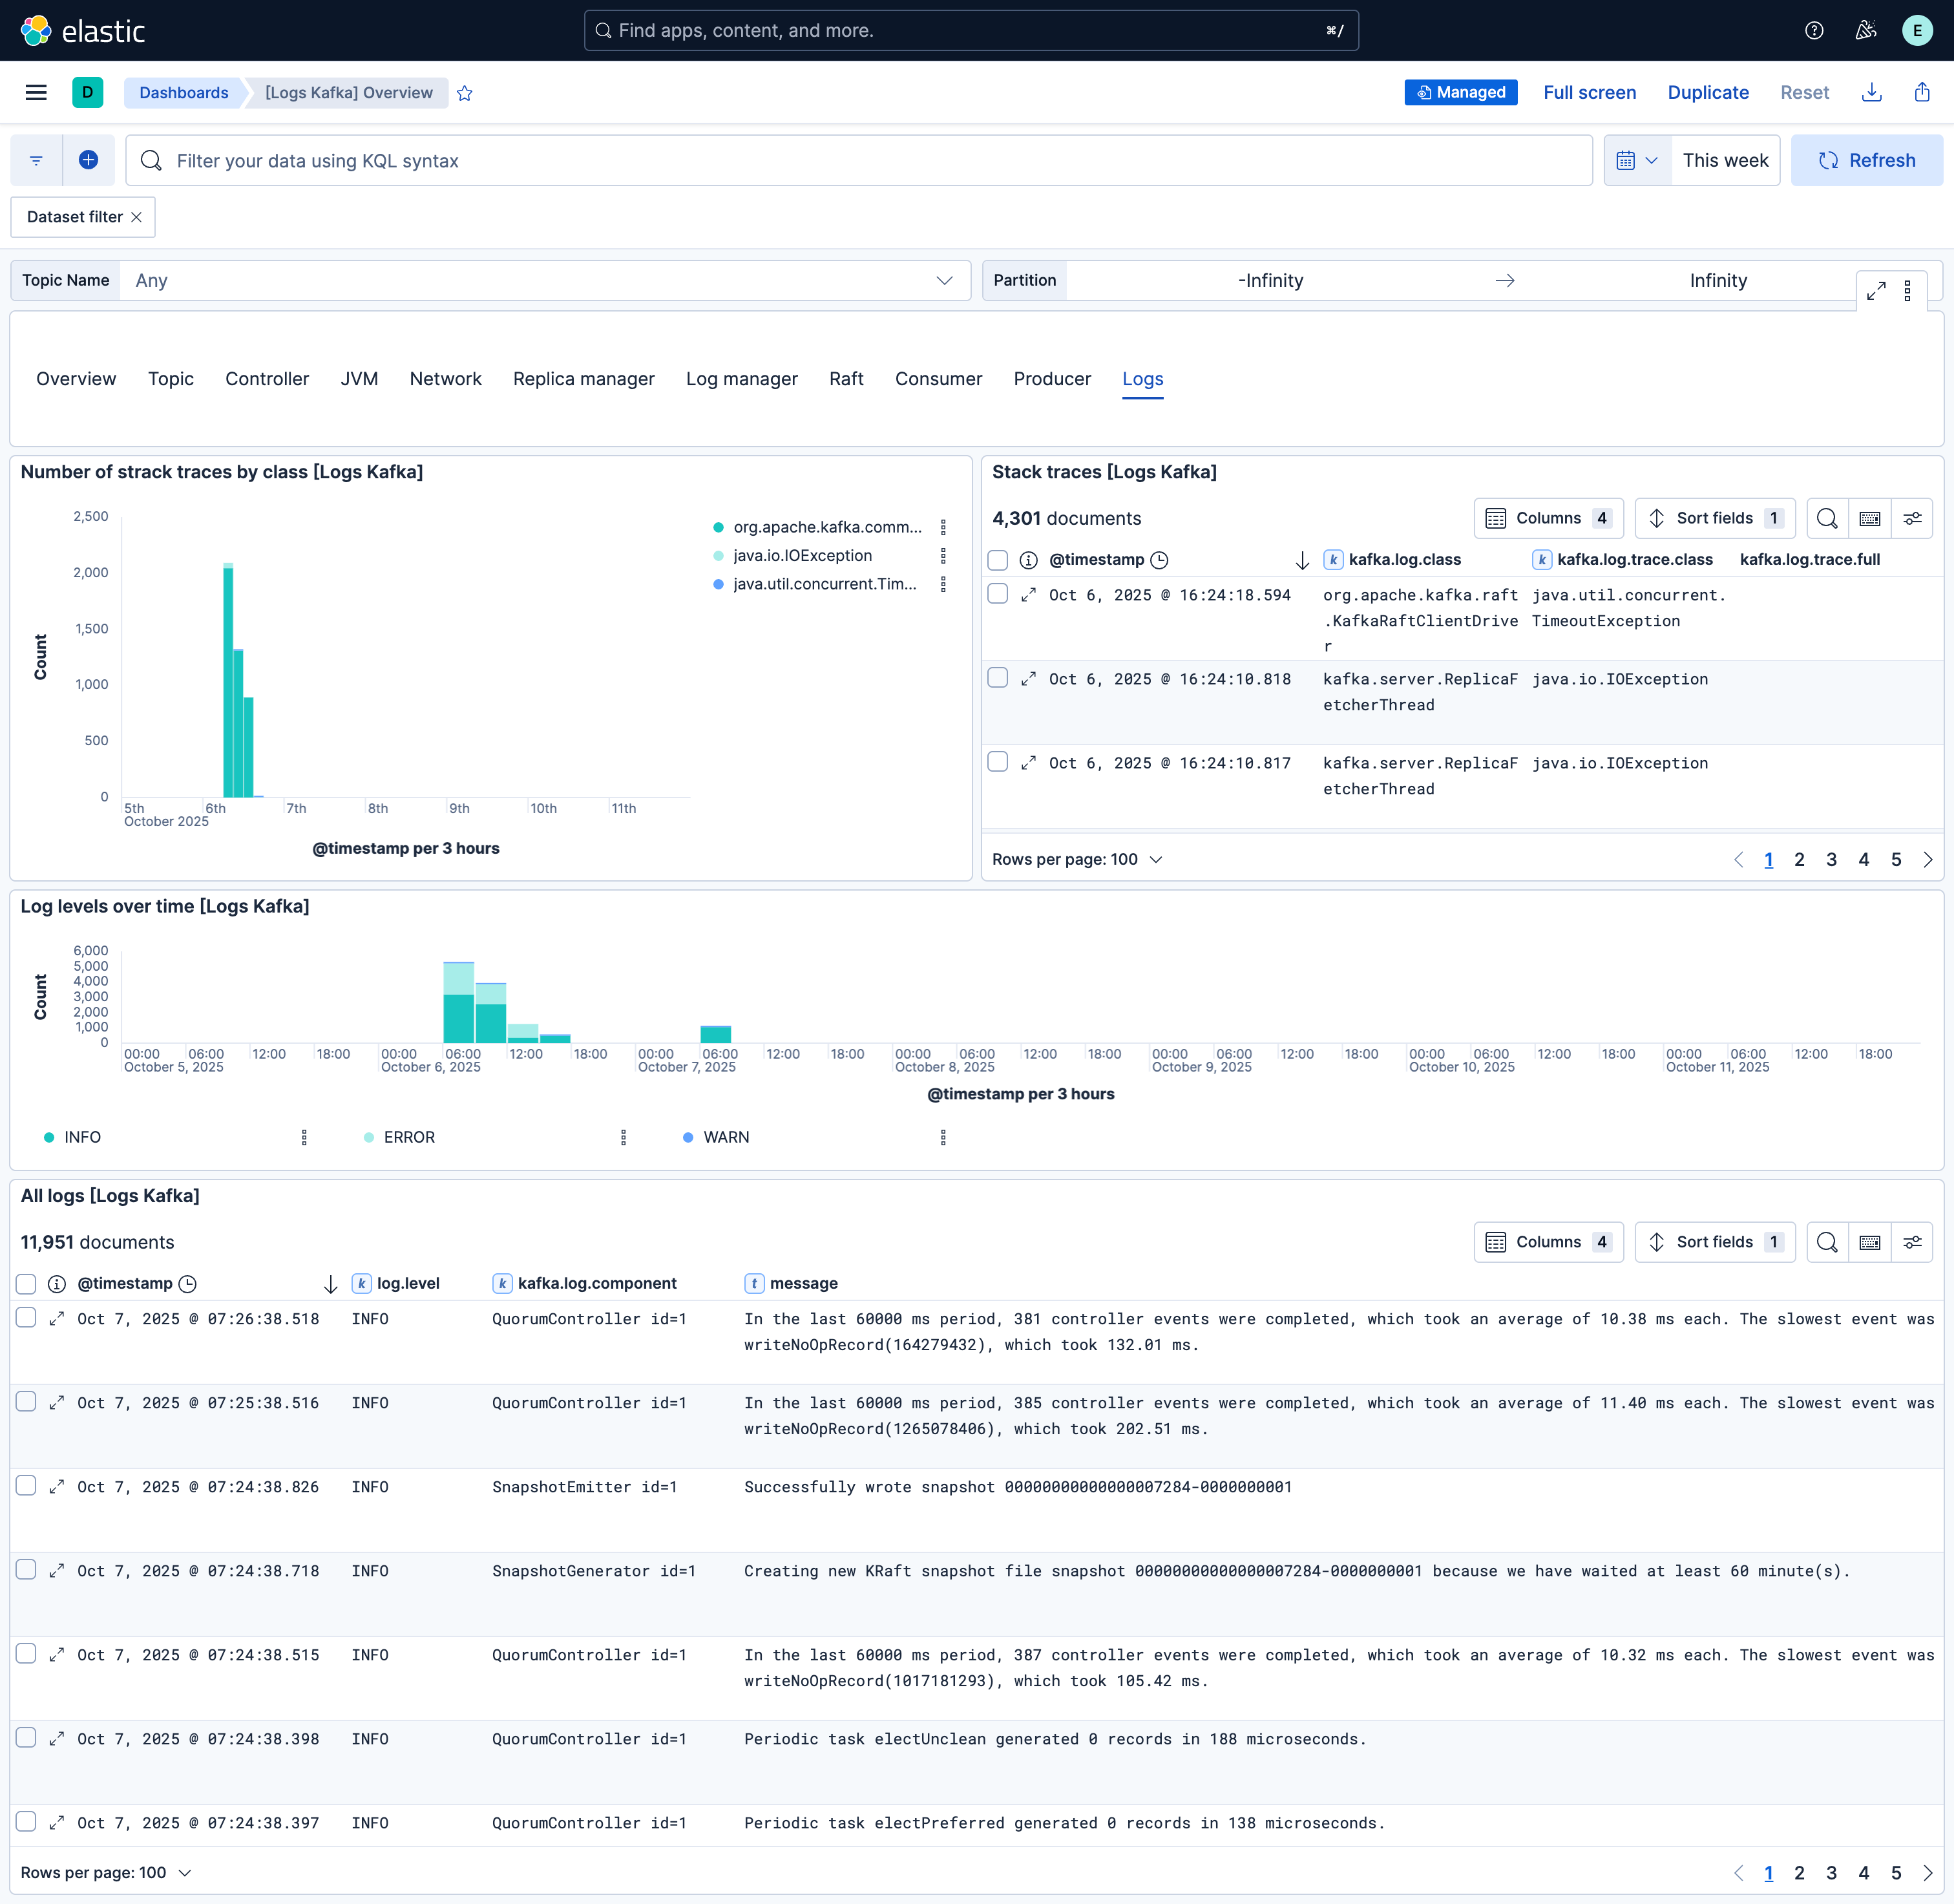 elastic
Find apps, content, and more.
⌘/
E
D
Dashboards
[Logs Kafka] Overview
Managed
Full screen
Duplicate
Reset
Filter your data using KQL syntax
This week
Refresh
Dataset filter
Topic Name
Any
Partition
-Infinity
Infinity
Overview
Topic
Controller
JVM
Network
Replica manager
Log manager
Raft
Consumer
Producer
Logs
Number of strack traces by class [Logs Kafka]
2,500
2,000
1,500
1,000
500
0
Count
5th
6th
7th
8th
9th
10th
11th
October 2025
@timestamp per 3 hours
org.apache.kafka.comm...
java.io.IOException
java.util.concurrent.Tim...
Stack traces [Logs Kafka]
4,301 documents
Columns 4
Sort fields 1
@timestamp
k kafka.log.class
k kafka.log.trace.class
kafka.log.trace.full
Oct 6, 2025 @ 16:24:18.594
org.apache.kafka.raft
.KafkaRaftClientDrive
r
java.util.concurrent.
TimeoutException
Oct 6, 2025 @ 16:24:10.818
kafka.server.ReplicaF
etcherThread
java.io.IOException
Oct 6, 2025 @ 16:24:10.817
kafka.server.ReplicaF
etcherThread
java.io.IOException
Rows per page: 100
1 2 3 4 5
Log levels over time [Logs Kafka]
6,000
5,000
4,000
3,000
2,000
1,000
0
Count
00:00 06:00 12:00 18:00 00:00 06:00 12:00 18:00 00:00 06:00 12:00 18:00 00:00 06:00 12:00 18:00 00:00 06:00 12:00 18:00 00:00 06:00 12:00 18:00 00:00 06:00 12:00 18:00
October 5, 2025 October 6, 2025 October 7, 2025 October 8, 2025 October 9, 2025 October 10, 2025 October 11, 2025
@timestamp per 3 hours
INFO
ERROR
WARN
All logs [Logs Kafka]
11,951 documents
Columns 4
Sort fields 1
@timestamp
k log.level
k kafka.log.component
t message
Oct 7, 2025 @ 07:26:38.518
INFO
QuorumController id=1
In the last 60000 ms period, 381 controller events were completed, which took an average of 10.38 ms each. The slowest event was
writeNoOpRecord(164279432), which took 132.01 ms.
Oct 7, 2025 @ 07:25:38.516
INFO
QuorumController id=1
In the last 60000 ms period, 385 controller events were completed, which took an average of 11.40 ms each. The slowest event was
writeNoOpRecord(1265078406), which took 202.51 ms.
Oct 7, 2025 @ 07:24:38.826
INFO
SnapshotEmitter id=1
Successfully wrote snapshot 00000000000000007284-0000000001
Oct 7, 2025 @ 07:24:38.718
INFO
SnapshotGenerator id=1
Creating new KRaft snapshot file snapshot 00000000000000007284-0000000001 because we have waited at least 60 minute(s).
Oct 7, 2025 @ 07:24:38.515
INFO
QuorumController id=1
In the last 60000 ms period, 387 controller events were completed, which took an average of 10.32 ms each. The slowest event was
writeNoOpRecord(1017181293), which took 105.42 ms.
Oct 7, 2025 @ 07:24:38.398
INFO
QuorumController id=1
Periodic task electUnclean generated 0 records in 188 microseconds.
Oct 7, 2025 @ 07:24:38.397
INFO
QuorumController id=1
Periodic task electPreferred generated 0 records in 138 microseconds.
Rows per page: 100
1 2 3 4 5